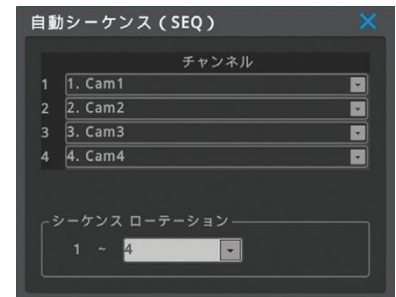 自動シーケンス ( SEQ )
チャンネル
1 1. Cam1
2 2. Cam2
3 3. Cam3
4 4. Cam4
シーケンス ローテーション
1 ~ 4